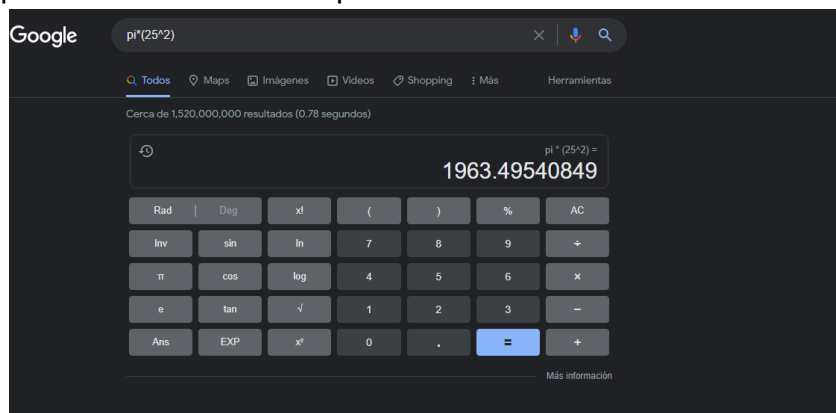 Google
pi*(25^2)
Todos Maps Imágenes Videos Shopping Más Herramientas
Cerca de 1,520,000,000 resultados (0.78 segundos)
pi * (25^2) =
1963.49540849
Rad | Deg x! ( ) % AC
Inv sin ln 7 8 9 ÷
π cos log 4 5 6 ×
e tan √ 1 2 3 −
Ans EXP xʸ 0 . = +
Más información